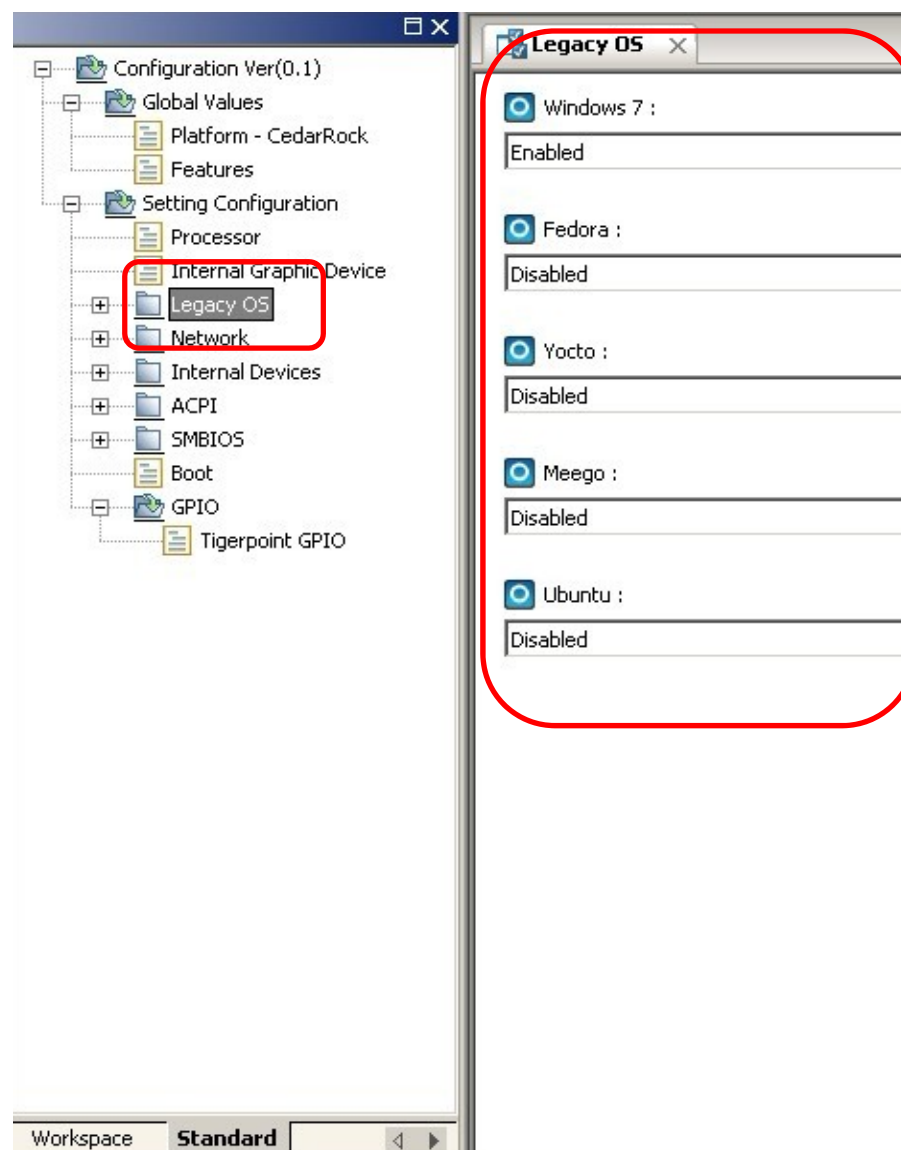 Configuration Ver(0.1)
Global Values
Platform - CedarRock
Features
Setting Configuration
Processor
Internal Graphic Device
Legacy OS
Network
Internal Devices
ACPI
SMBIOS
Boot
GPIO
Tigerpoint GPIO
Workspace Standard
Legacy OS
Windows 7 :
Enabled
Fedora :
Disabled
Yocto :
Disabled
Meego :
Disabled
Ubuntu :
Disabled